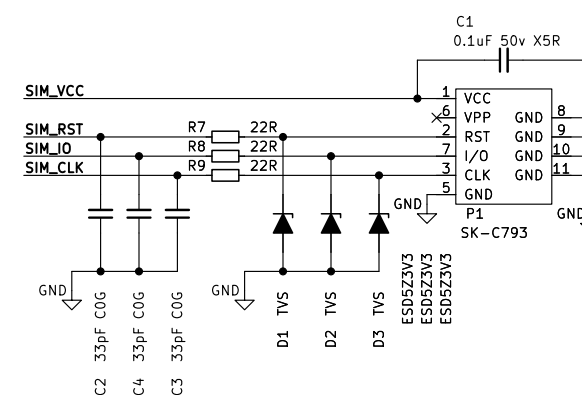 C1
0.1uF 50v X5R
SIM_VCC
1 VCC
6 VPP GND 8
SIM_RST R7 22R 2 RST GND 9
SIM_IO R8 22R 7 I/O GND 10
SIM_CLK R9 22R 3 CLK GND 11
5 GND
GND
P1
GND
SK-C793
GND
GND
C2 33pF C0G
C4 33pF C0G
C3 33pF C0G
D1 TVS
D2 TVS
D3 TVS
ESD5Z3V3
ESD5Z3V3
ESD5Z3V3